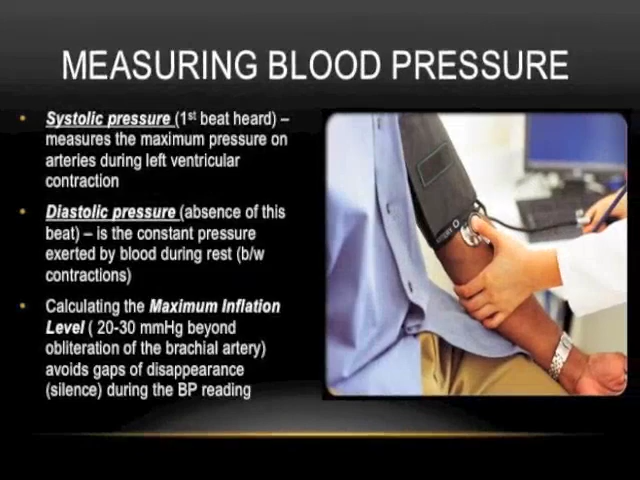 MEASURING BLOOD PRESSURE
• Systolic pressure (1st beat heard) –
measures the maximum pressure on
arteries during left ventricular
contraction
• Diastolic pressure (absence of this
beat) – is the constant pressure
exerted by blood during rest (b/w
contractions)
• Calculating the Maximum Inflation
Level ( 20-30 mmHg beyond
obliteration of the brachial artery)
avoids gaps of disappearance
(silence) during the BP reading